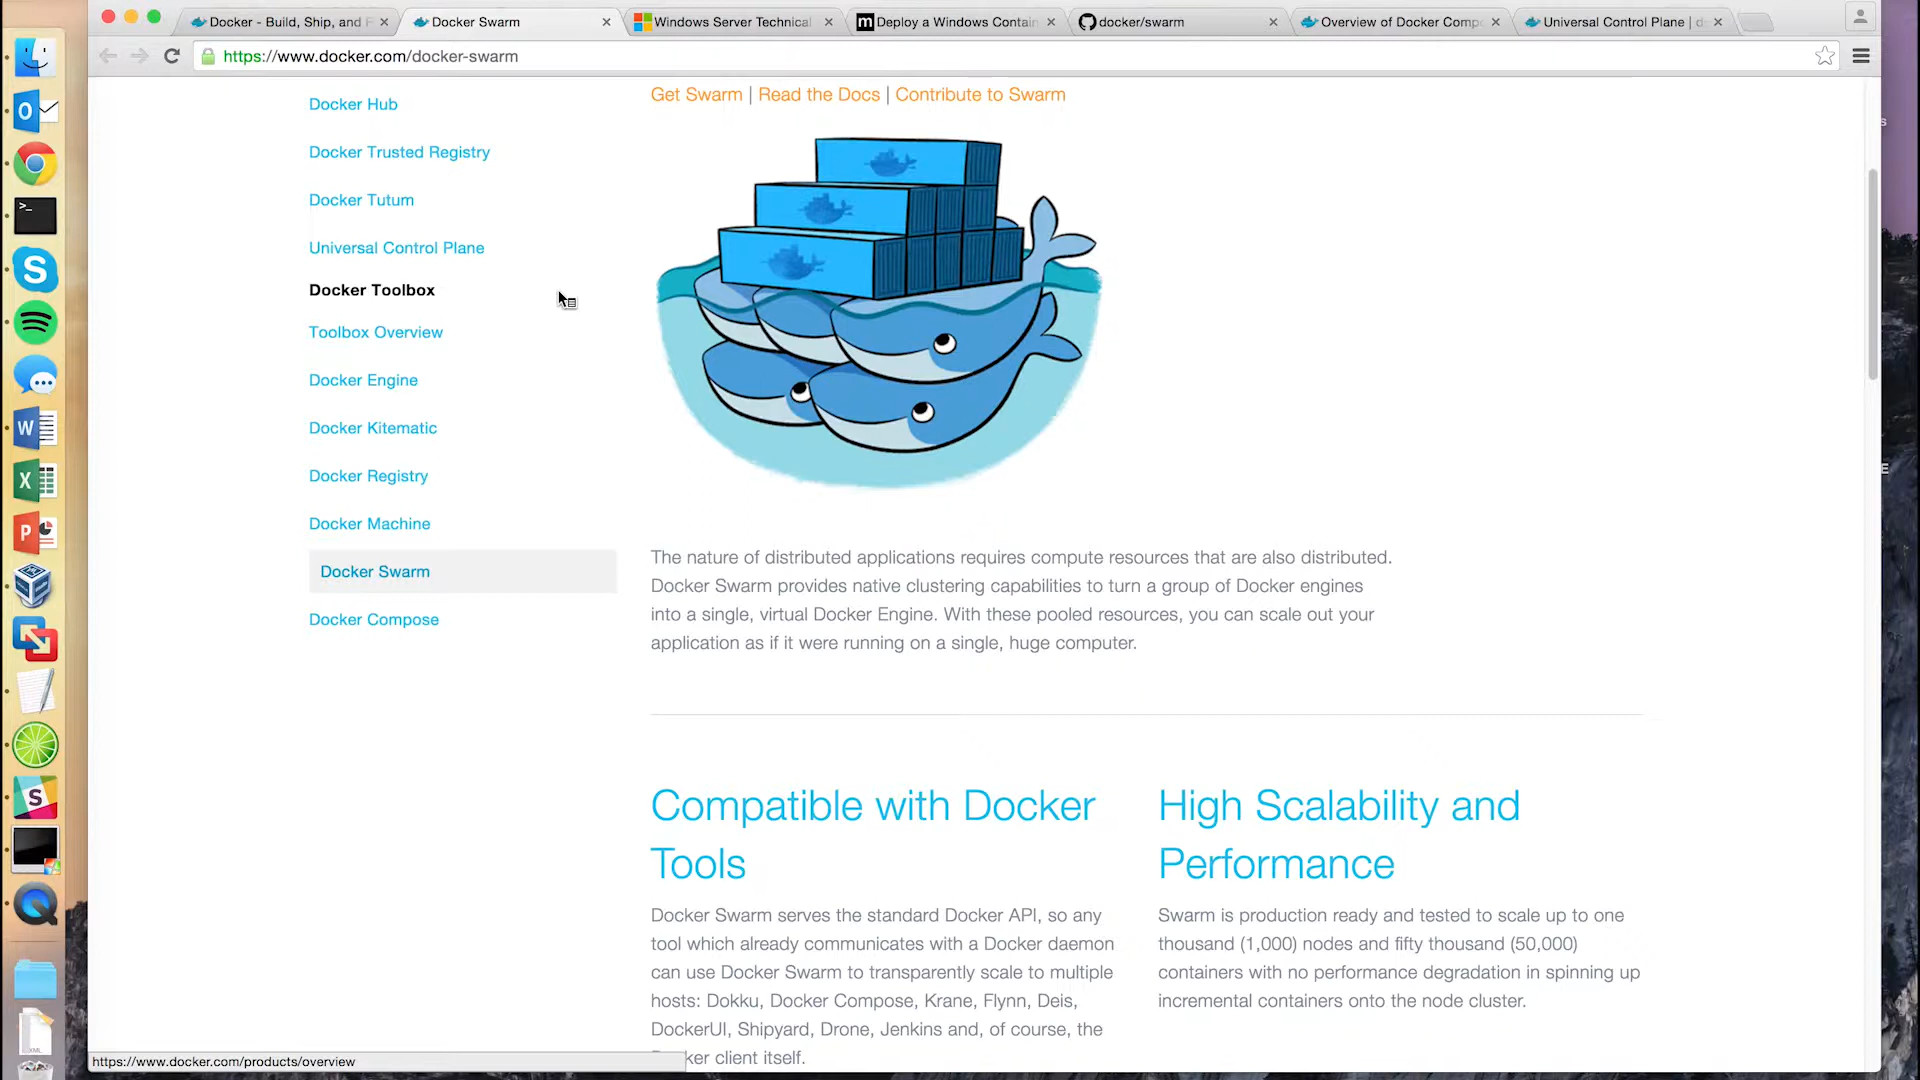 Docker - Build, Ship, and F
Docker Swarm
Windows Server Technical
Deploy a Windows Contain
docker/swarm
Overview of Docker Comp
Universal Control Plane | d
https://www.docker.com/docker-swarm
Docker Hub
Docker Trusted Registry
Docker Tutum
Universal Control Plane
Docker Toolbox
Toolbox Overview
Docker Engine
Docker Kitematic
Docker Registry
Docker Machine
Docker Swarm
Docker Compose
Get Swarm | Read the Docs | Contribute to Swarm
The nature of distributed applications requires compute resources that are also distributed.
Docker Swarm provides native clustering capabilities to turn a group of Docker engines
into a single, virtual Docker Engine. With these pooled resources, you can scale out your
application as if it were running on a single, huge computer.
Compatible with Docker
Tools
Docker Swarm serves the standard Docker API, so any
tool which already communicates with a Docker daemon
can use Docker Swarm to transparently scale to multiple
hosts: Dokku, Docker Compose, Krane, Flynn, Deis,
DockerUI, Shipyard, Drone, Jenkins and, of course, the
client itself.
High Scalability and
Performance
Swarm is production ready and tested to scale up to one
thousand (1,000) nodes and fifty thousand (50,000)
containers with no performance degradation in spinning up
incremental containers onto the node cluster.
https://www.docker.com/products/overview